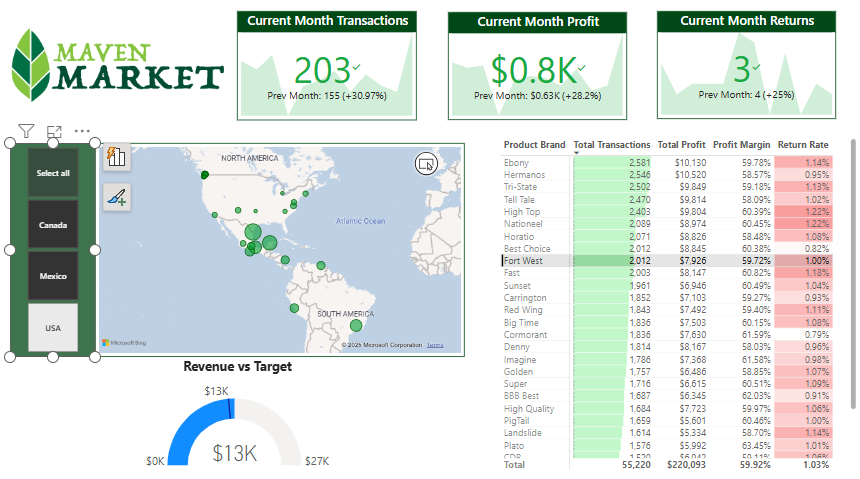 MAVEN
MARKET
Current Month Transactions
203
Prev Month: 155 (+30.97%)
Current Month Profit
$0.8K
Prev Month: $0.63K (+28.2%)
Current Month Returns
3
Prev Month: 4 (+25%)
Select all
Canada
Mexico
USA
NORTH AMERICA
Atlantic Ocean
SOUTH AMERICA
Microsoft Bing
© 2025 Microsoft Corporation Terms
Revenue vs Target
$13K
$0K
$13K
$27K
Product Brand Total Transactions Total Profit Profit Margin Return Rate
Ebony 2,581 $10,130 59.78% 1.14%
Hermanos 2,546 $10,520 58.57% 0.95%
Tri-State 2,502 $9,849 59.18% 1.13%
Tell Tale 2,470 $9,814 58.09% 1.02%
High Top 2,403 $9,804 60.39% 1.22%
Nationeel 2,089 $8,974 60.45% 1.22%
Horatio 2,071 $8,826 58.48% 1.08%
Best Choice 2,012 $8,845 60.38% 0.82%
Fort West 2,012 $7,926 59.72% 1.00%
Fast 2,003 $8,147 60.82% 1.18%
Sunset 1,961 $6,946 60.49% 1.04%
Carrington 1,852 $7,103 59.27% 0.93%
Red Wing 1,843 $7,492 59.40% 1.11%
Big Time 1,836 $7,503 60.15% 1.08%
Cormorant 1,836 $7,630 61.59% 0.79%
Denny 1,814 $8,167 58.03% 0.96%
Imagine 1,786 $7,368 61.58% 0.98%
Golden 1,757 $6,486 58.85% 1.07%
Super 1,716 $6,615 60.51% 1.09%
BBB Best 1,687 $6,345 62.03% 0.91%
High Quality 1,684 $7,723 59.97% 1.06%
PigTail 1,659 $5,601 60.46% 1.00%
Landslide 1,614 $5,334 58.70% 1.14%
Plato 1,576 $5,992 63.45% 1.01%
CDR 1,520 $6,042 59.11% 1.06%
Total 55,220 $220,093 59.92% 1.03%